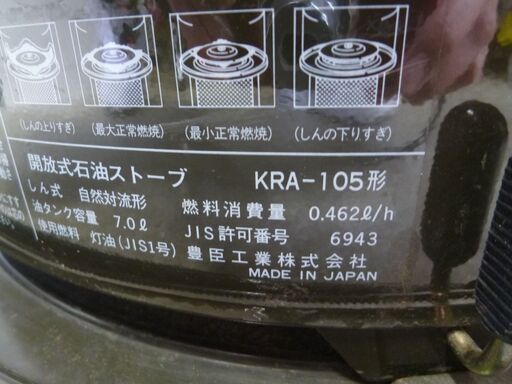 (しんの上りすぎ) (最大正常燃焼) (最小正常燃焼) (しんの下りすぎ)
開放式石油ストーブ KRA-105形
しん式 自然対流形 燃料消費量 0.462ℓ/h
油タンク容量 7.0ℓ JIS許可番号 6943
使用燃料 灯油(JIS1号) 豊臣工業株式会社
MADE IN JAPAN